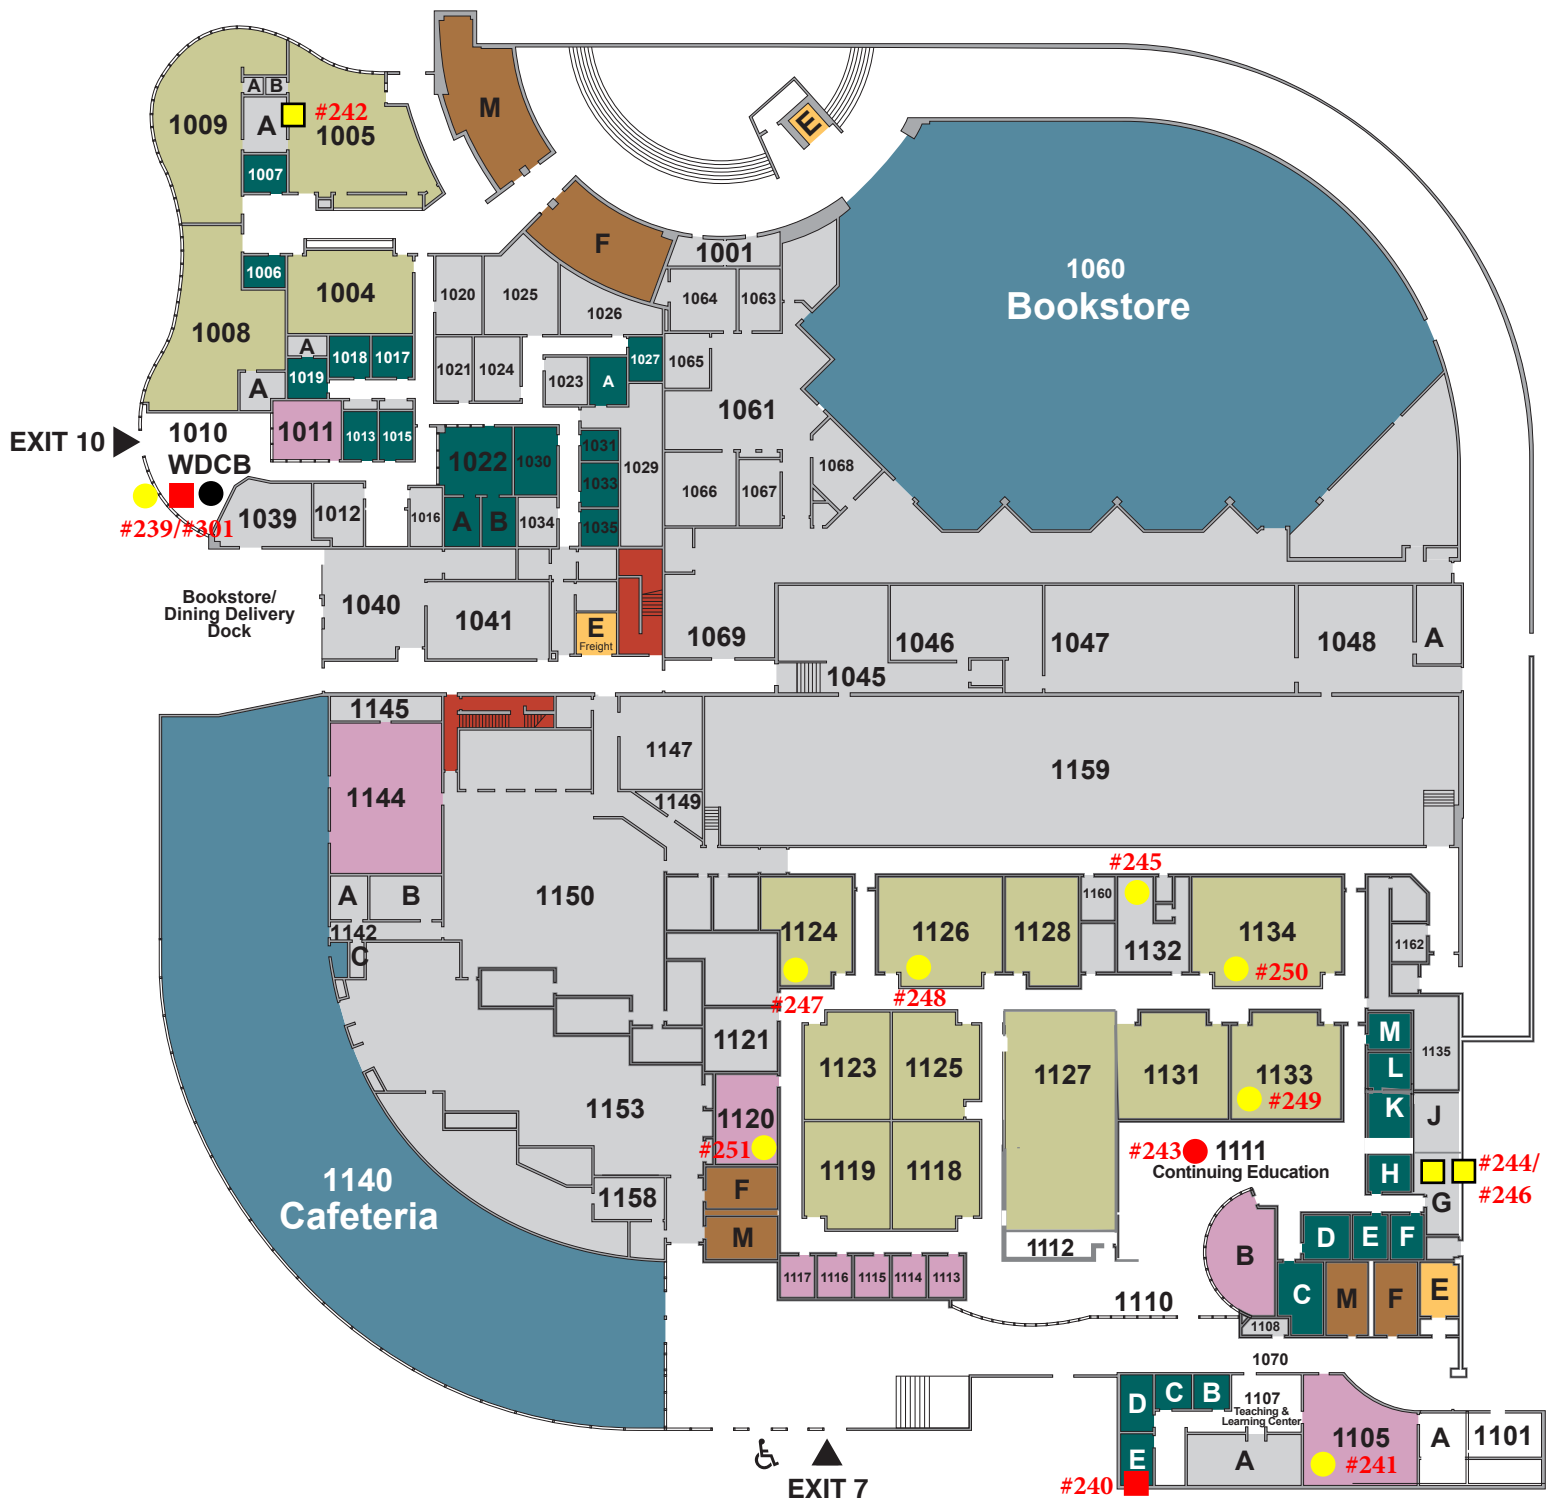 M
A B
#242
1009
A
1005
E
1007
F
1001
1060
Bookstore
1006
1004
1020
1025
1064
1063
1026
1008
A
1018
1017
1021
1024
1027
1065
1019
1023
A
A
1061
1011
1010
1013
1015
EXIT 10
WDCB
1022
1030
1031
1029
1068
1033
1066
1067
#239/#301
1039
1012
1016
A
B
1034
1035
Bookstore/
Dining Delivery
Dock
1040
1041
E
Freight
1069
1045
1046
1047
1048
A
1145
1147
1144
1149
1159
A
B
1150
#245
1160
1142
C
1124
1126
1128
1132
1134
1162
#250
#247
#248
1121
M
1135
1123
1125
1127
1131
1133
L
#249
K
J
1153
1120
#251
#243
1111
Continuing Education
1119
1118
H
#244/
#246
G
1140
Cafeteria
1158
F
M
1112
D
E
F
B
1117
1116
1115
1114
1113
C
M
F
E
1110
1108
1070
D
C
B
1107
Teaching &
Learning Center
1105
A
1101
E
A
#241
#240
EXIT 7